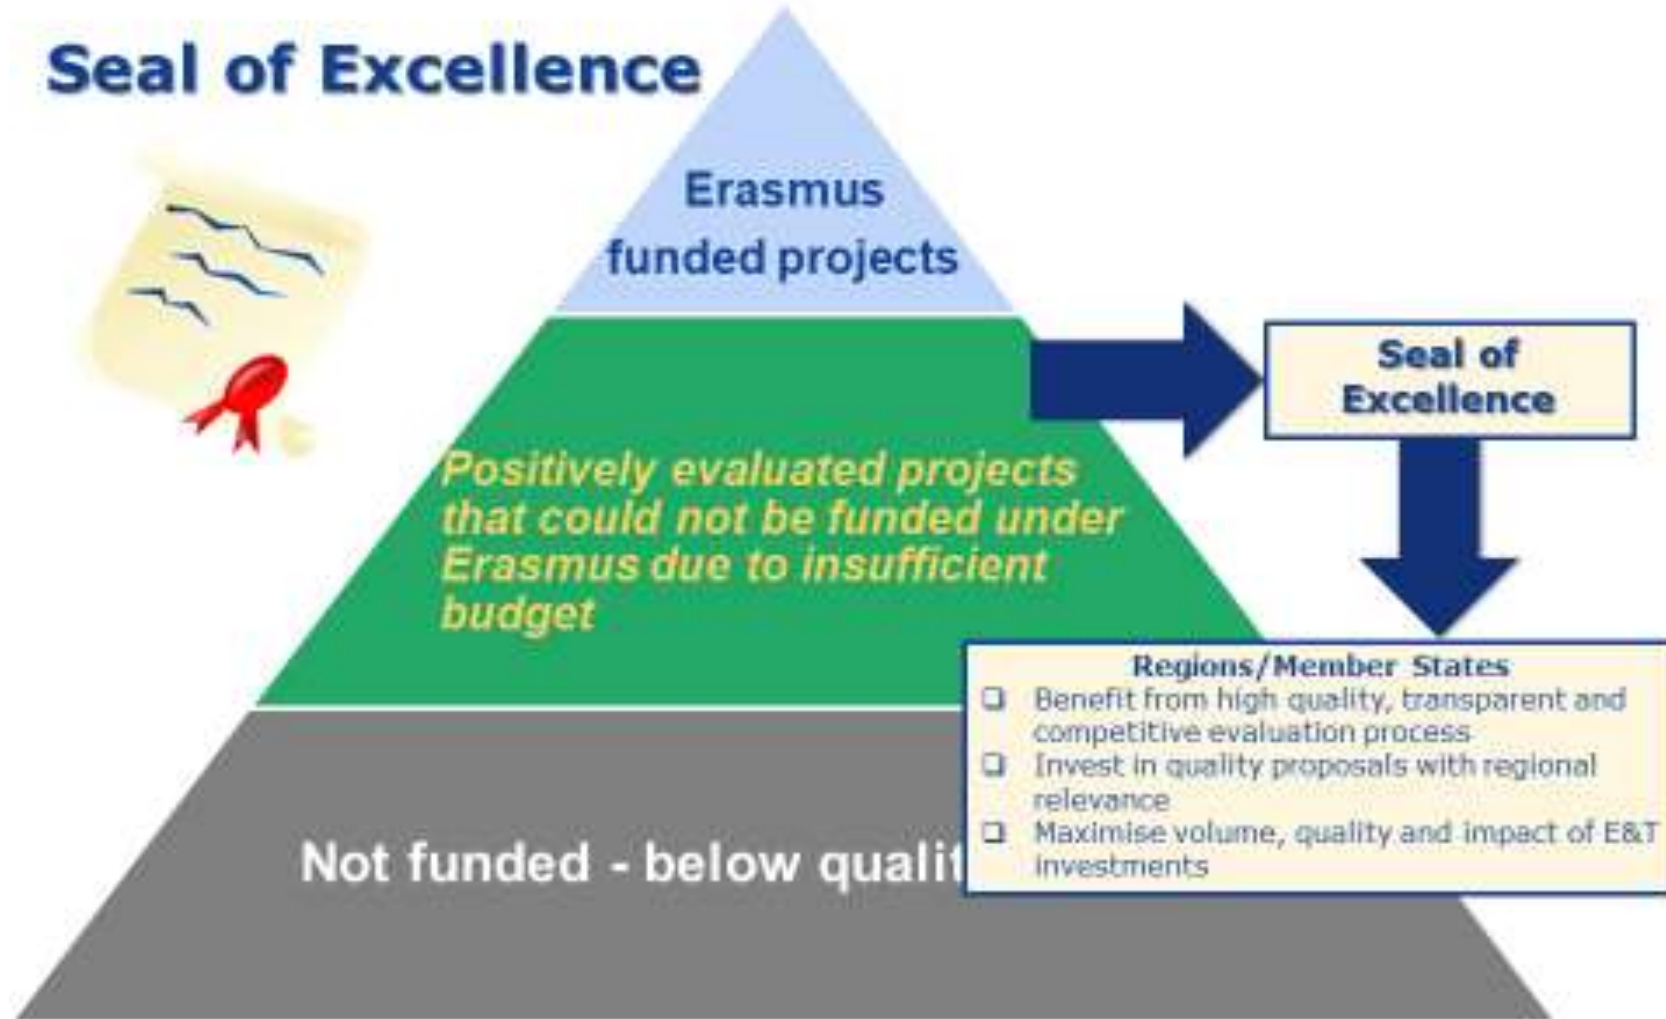 Seal of Excellence
Erasmus
funded projects
Positively evaluated projects
that could not be funded under
Erasmus due to insufficient
budget
Seal of
Excellence
Regions/Member States
Benefit from high quality, transparent and
competitive evaluation process
Invest in quality proposals with regional
relevance
Maximise volume, quality and impact of E&T
investments
Not funded - below qualit